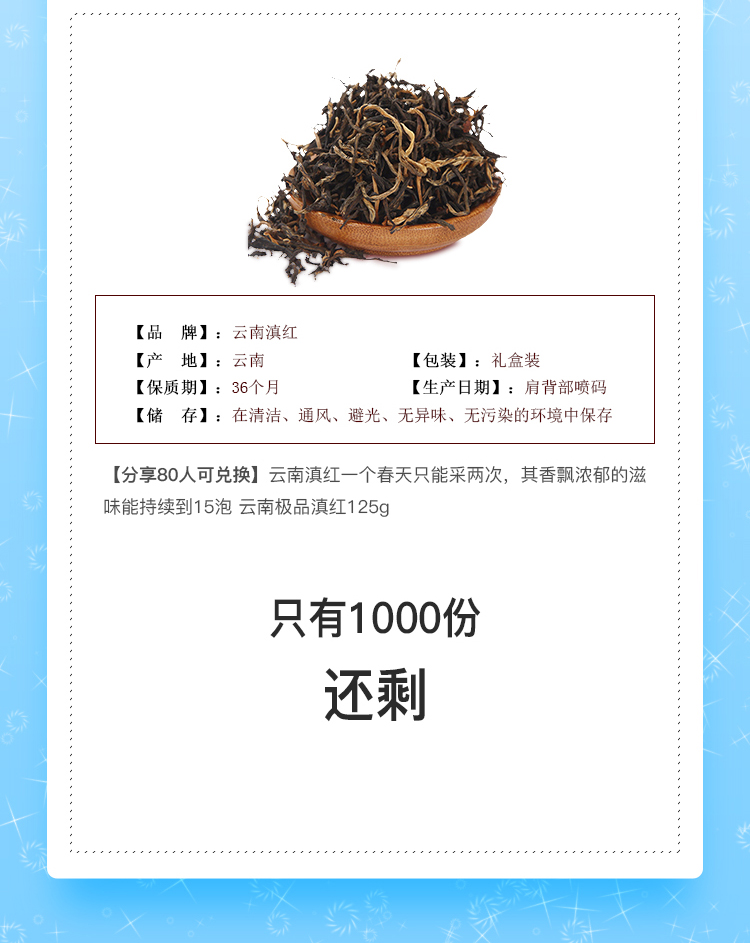 【品　牌】：云南滇红
【产　地】：云南　【包装】：礼盒装
【保质期】：36个月　【生产日期】：肩背部喷码
【储　存】：在清洁、通风、避光、无异味、无污染的环境中保存
【分享80人可兑换】云南滇红一个春天只能采两次，其香飘浓郁的滋
味能持续到15泡 云南极品滇红125g
只有1000份
还剩